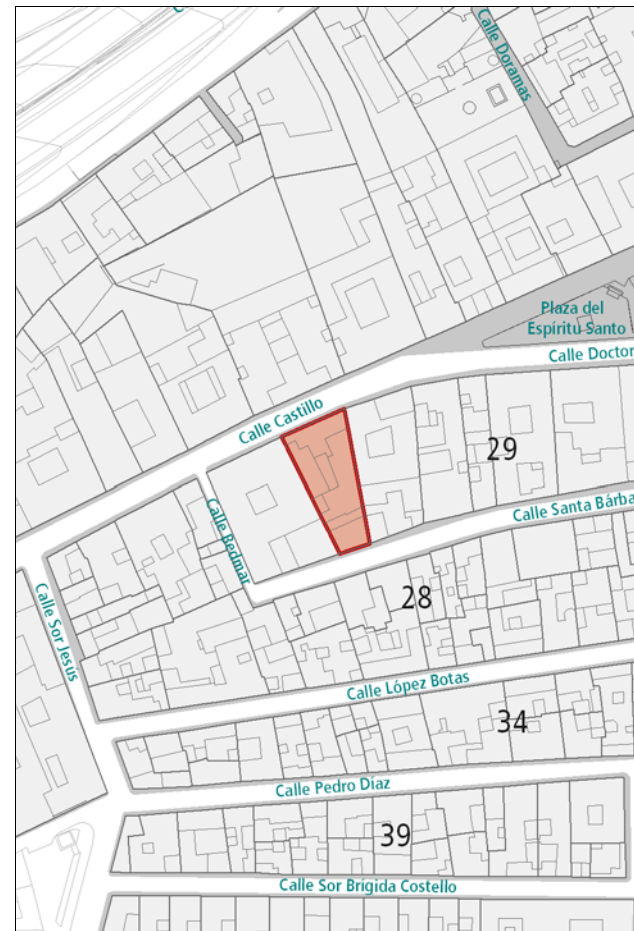 Calle Doramas
Plaza del
Espíritu Santo
Calle Doctor
Calle Castillo
29
Calle Santa Bárba
Calle Bedmar
28
Calle Sor Jesús
Calle López Botas
34
Calle Pedro Díaz
39
Calle Sor Brígida Costello